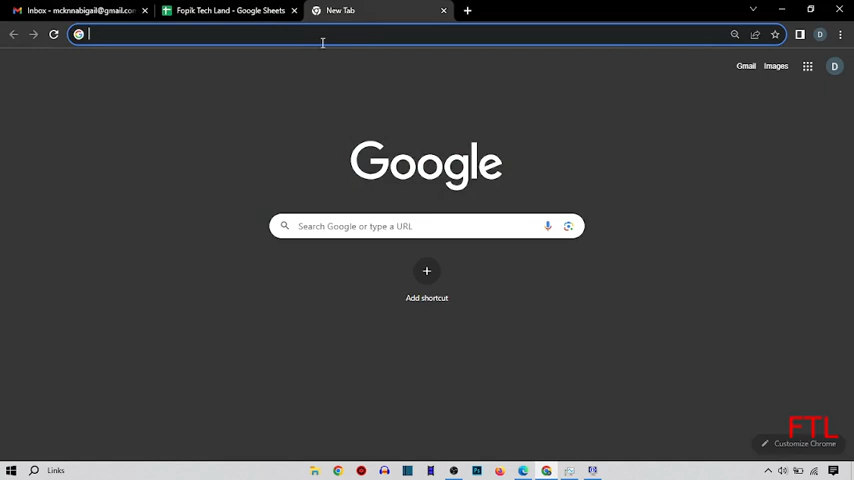 Inbox - mcknnabigail@gmail.com
Fopik Tech Land - Google Sheets
New Tab
Gmail
Images
D
Google
Search Google or type a URL
Add shortcut
FTL
Customize Chrome
Links